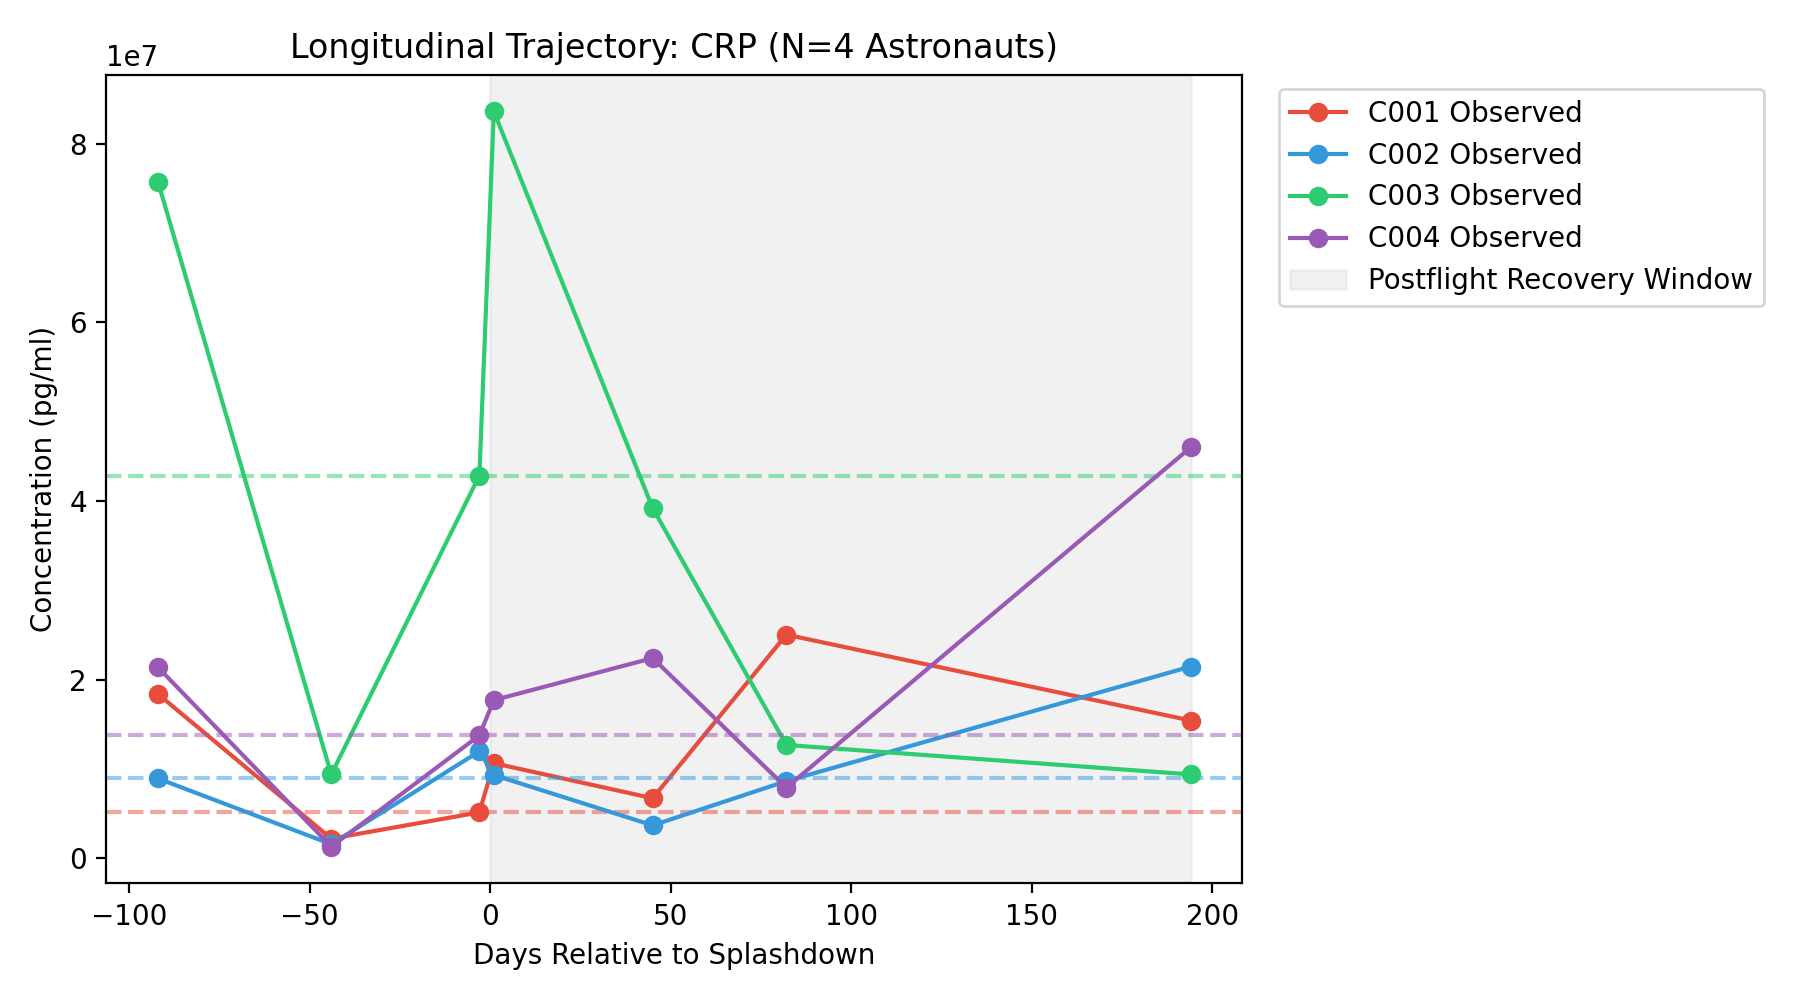 Longitudinal Trajectory: CRP (N=4 Astronauts)
1e7
8
6
4
2
0
Concentration (pg/ml)
−100
−50
0
50
100
150
200
Days Relative to Splashdown
C001 Observed
C002 Observed
C003 Observed
C004 Observed
Postflight Recovery Window